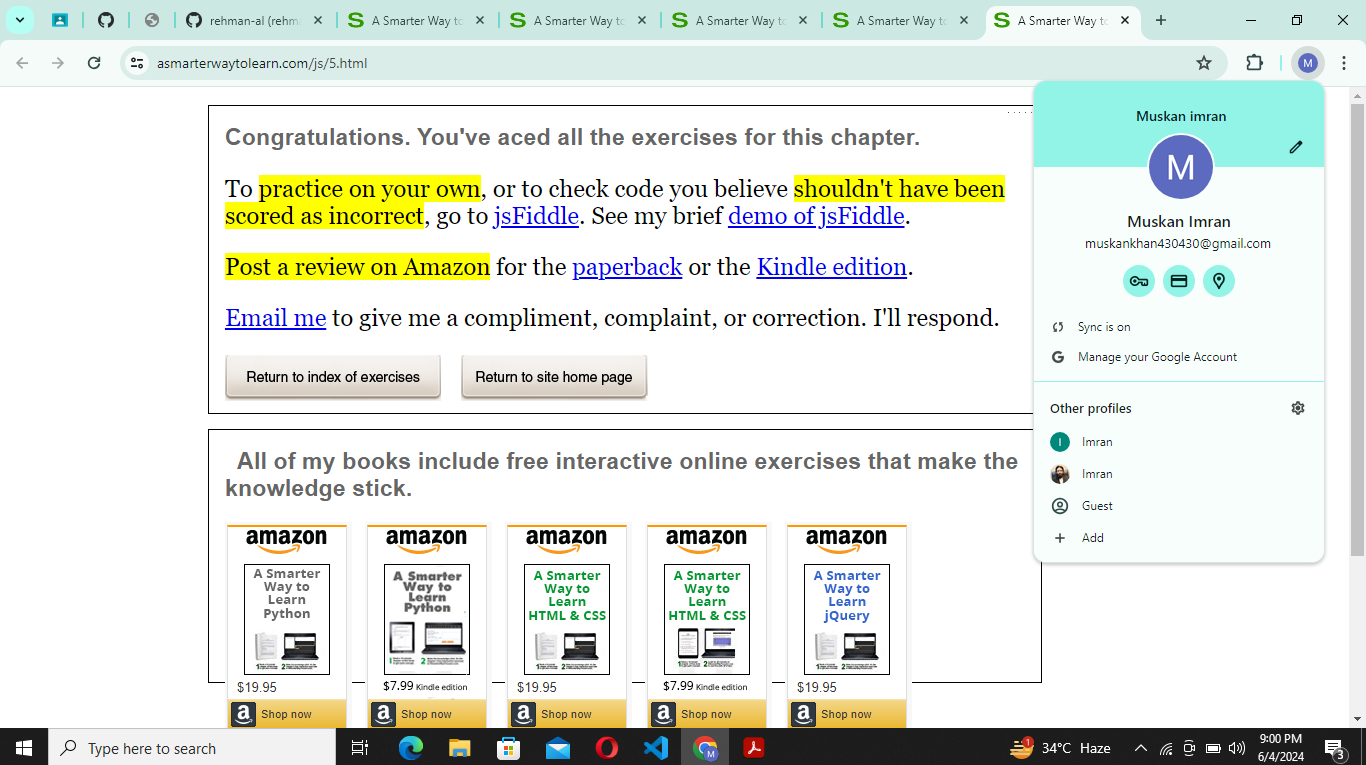 rehman-al (rehm
A Smarter Way to
A Smarter Way to
A Smarter Way to
A Smarter Way to
A Smarter Way to
asmarterwaytolearn.com/js/5.html
M
Congratulations. You've aced all the exercises for this chapter.
To practice on your own, or to check code you believe shouldn't have been
scored as incorrect, go to jsFiddle. See my brief demo of jsFiddle.
Post a review on Amazon for the paperback or the Kindle edition.
Email me to give me a compliment, complaint, or correction. I'll respond.
Return to index of exercises
Return to site home page
Muskan imran
M
Muskan Imran
muskankhan430430@gmail.com
Sync is on
G
Manage your Google Account
Other profiles
I
Imran
Imran
Guest
Add
All of my books include free interactive online exercises that make the
knowledge stick.
amazon
A Smarter
Way to
Learn
Python
$19.95
a
Shop now
amazon
A Smarter
Way to
Learn
Python
$7.99 Kindle edition
a
Shop now
amazon
A Smarter
Way to
Learn
HTML & CSS
$19.95
a
Shop now
amazon
A Smarter
Way to
Learn
HTML & CSS
$7.99 Kindle edition
a
Shop now
amazon
A Smarter
Way to
Learn
jQuery
$19.95
a
Shop now
Type here to search
M
1
34°C Haze
9:00 PM
6/4/2024
3